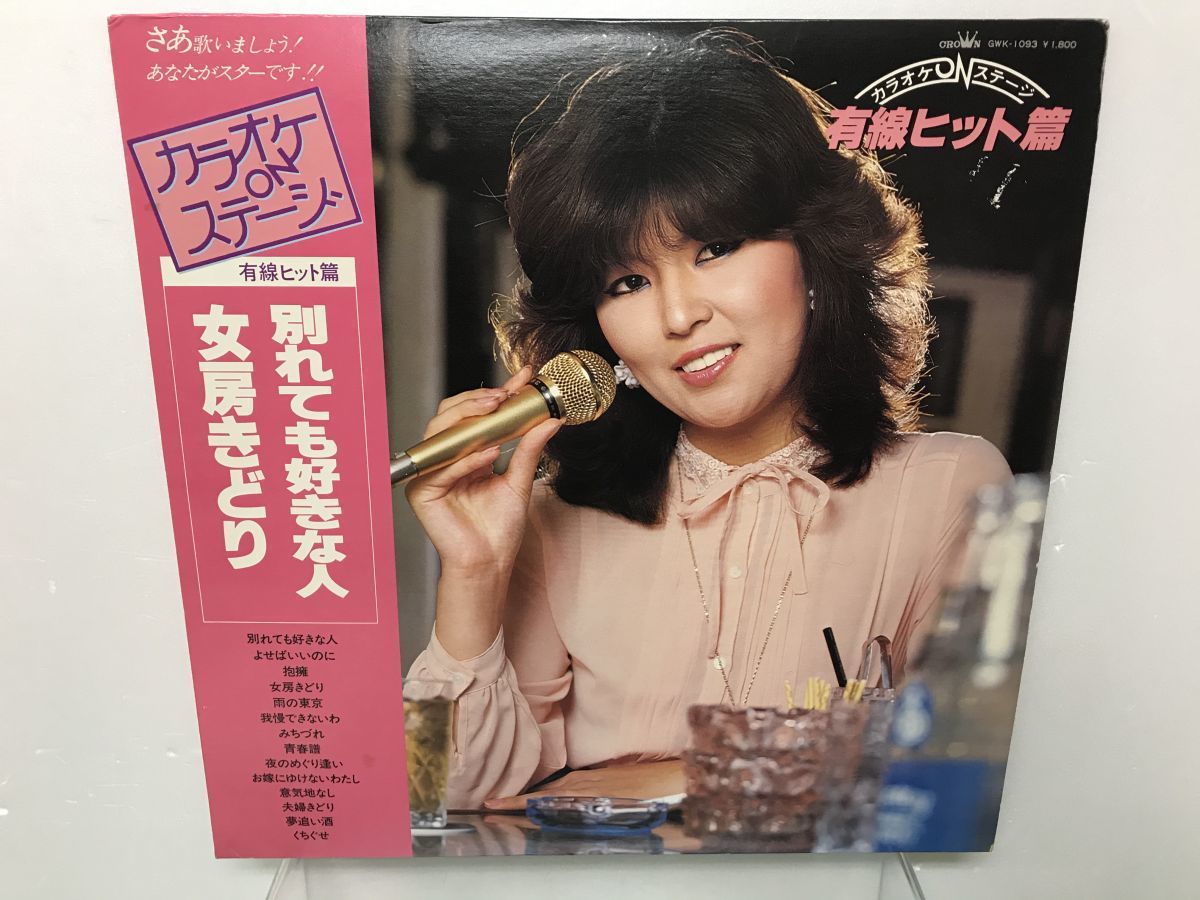 さあ歌いましょう!
あなたがスターです!!
カラオケ
ON
ステージ
有線ヒット篇
別れても好きな人
女房きどり
別れても好きな人
よせばいいのに
抱擁
女房きどり
雨の東京
我慢できないわ
みちづれ
青春譜
夜のめぐり逢い
お嫁にゆけないわたし
意気地なし
夫婦きどり
夢追い酒
くちぐせ
CROWN GWK-1093 ¥1,800
カラオケONステージ
有線ヒット篇